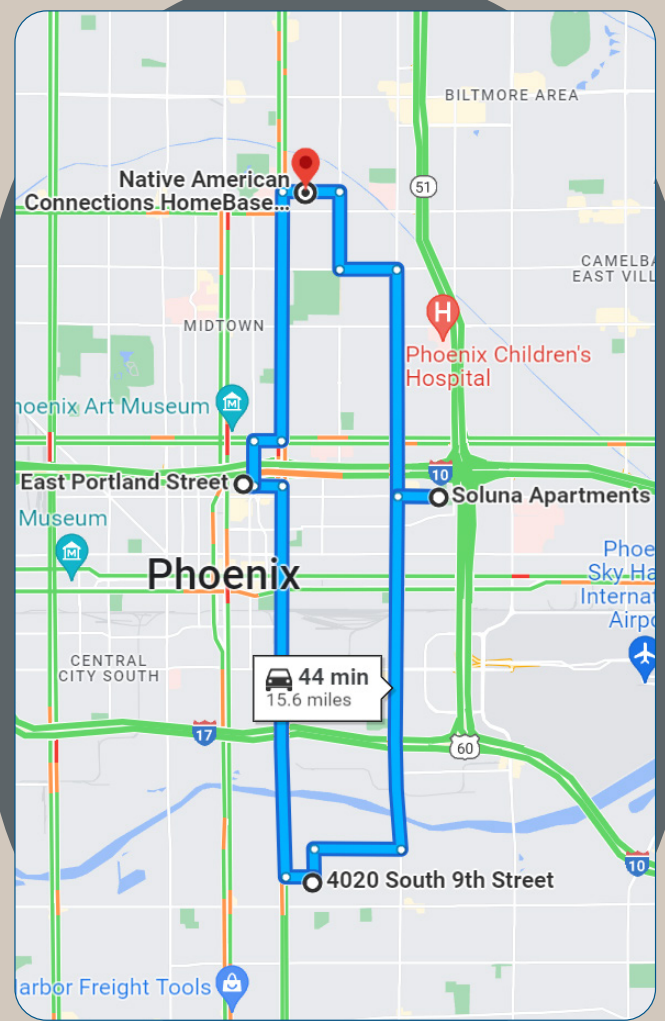 BILTMORE AREA
Native American
Connections HomeBase...
51
CAMELBA
EAST VILL
MIDTOWN
H
Phoenix Children's
Hospital
hoenix Art Museum
M
10
East Portland Street
Soluna Apartments
Museum
M
Phoe
Sky Ha
Internat
Airpo
Phoenix
CENTRAL
CITY SOUTH
44 min
15.6 miles
17
60
10
4020 South 9th Street
arbor Freight Tools